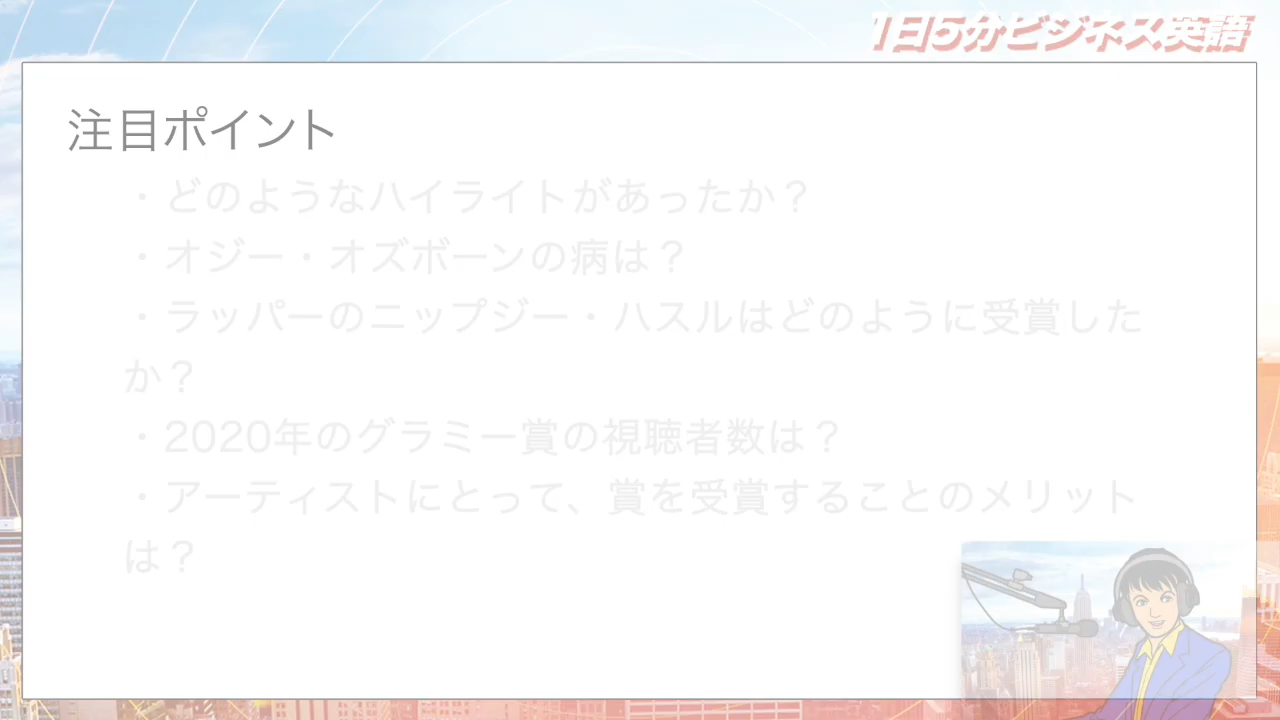 1日5分ビジネス英語
注目ポイント
・どのようなハイライトがあったか？
・オジー・オズボーンの病は？
・ラッパーのニップジー・ハスルはどのように受賞した
か？
・2020年のグラミー賞の視聴者数は？
・アーティストにとって、賞を受賞することのメリット
は？